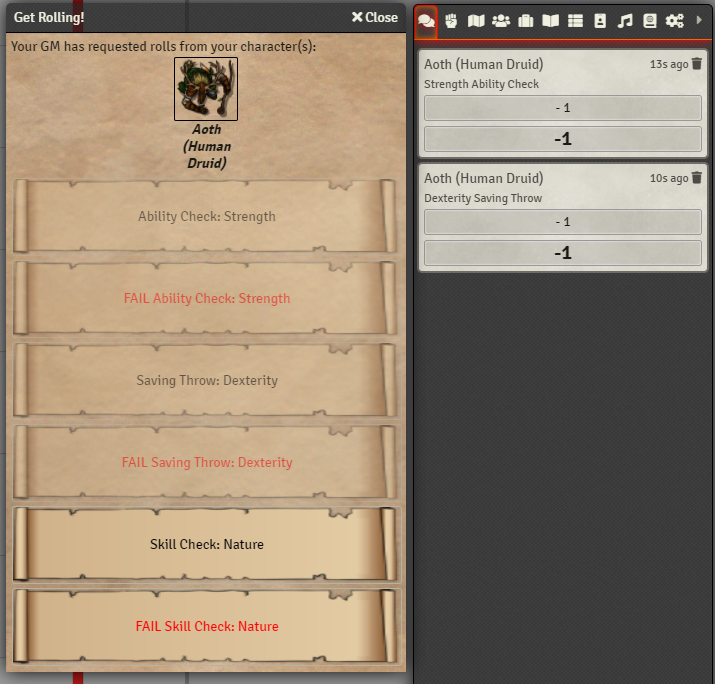 Get Rolling!
Close
Your GM has requested rolls from your character(s):
Aoth
(Human
Druid)
Ability Check: Strength
FAIL Ability Check: Strength
Saving Throw: Dexterity
FAIL Saving Throw: Dexterity
Skill Check: Nature
FAIL Skill Check: Nature
Aoth (Human Druid) 13s ago
Strength Ability Check
- 1
-1
Aoth (Human Druid) 10s ago
Dexterity Saving Throw
- 1
-1